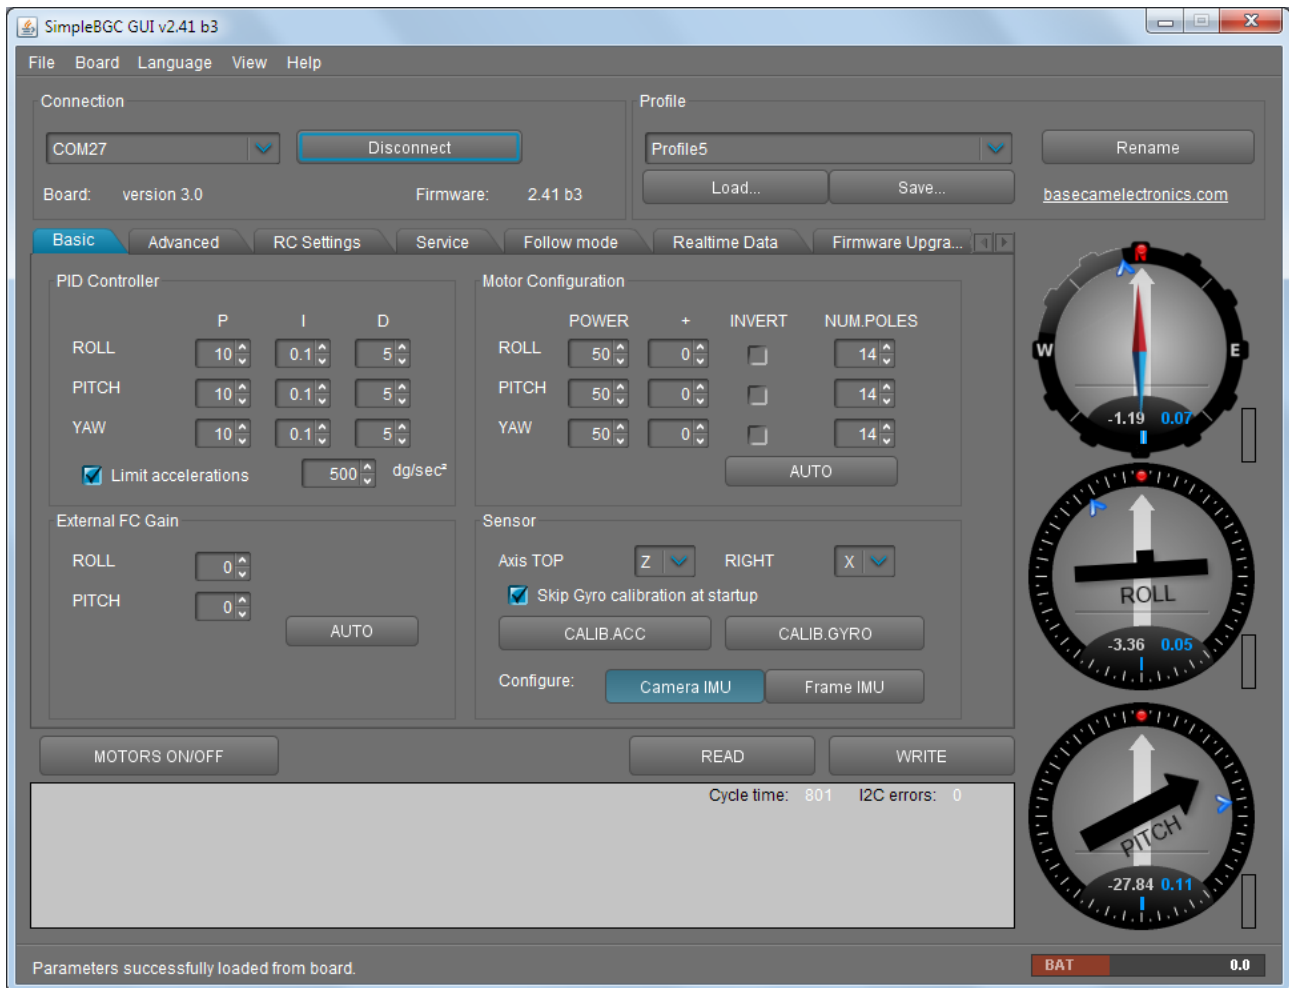 SimpleBGC GUI v2.41 b3
File Board Language View Help
Connection
COM27 Disconnect
Board: version 3.0 Firmware: 2.41 b3
Profile
Profile5 Rename
Load... Save... basecamelectronics.com
Basic Advanced RC Settings Service Follow mode Realtime Data Firmware Upgra...
PID Controller
P I D
ROLL 10 0.1 5
PITCH 10 0.1 5
YAW 10 0.1 5
Limit accelerations 500 dg/sec²
Motor Configuration
POWER + INVERT NUM.POLES
ROLL 50 0 14
PITCH 50 0 14
YAW 50 0 14
AUTO
External FC Gain
ROLL 0
PITCH 0
AUTO
Sensor
Axis TOP Z RIGHT X
Skip Gyro calibration at startup
CALIB.ACC CALIB.GYRO
Configure: Camera IMU Frame IMU
W E
-1.19 0.07
ROLL
-3.36 0.05
PITCH
-27.84 0.11
MOTORS ON/OFF READ WRITE
Cycle time: 801 I2C errors: 0
Parameters successfully loaded from board.
BAT 0.0